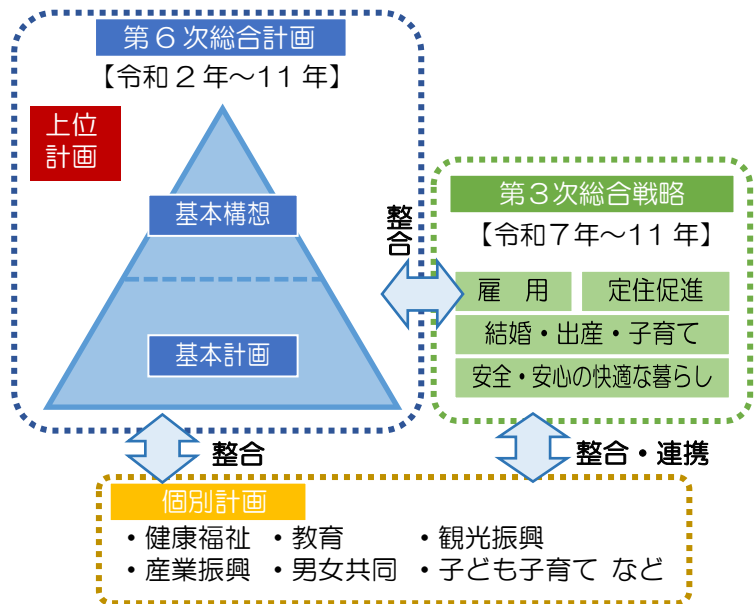 第６次総合計画
【令和２年～11年】
上位
計画
基本構想
基本計画
整合
第３次総合戦略
【令和７年～11年】
雇　用
定住促進
結婚・出産・子育て
安全・安心の快適な暮らし
整合
整合・連携
個別計画
・健康福祉 ・教育 ・観光振興
・産業振興 ・男女共同 ・子ども子育て など